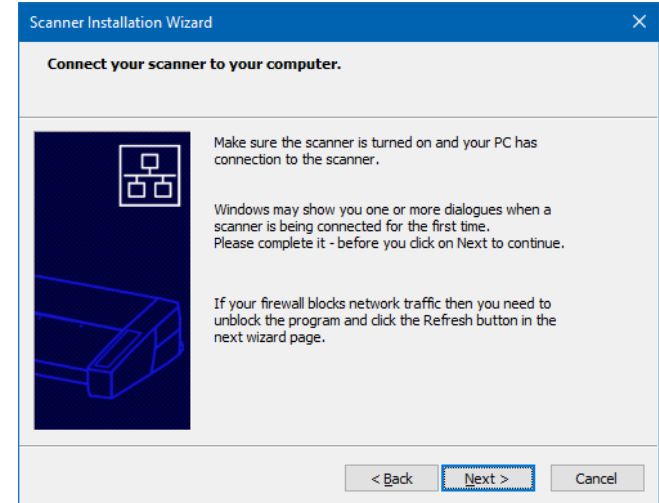 Scanner Installation Wizard
Connect your scanner to your computer.
Make sure the scanner is turned on and your PC has
connection to the scanner.
Windows may show you one or more dialogues when a
scanner is being connected for the first time.
Please complete it - before you click on Next to continue.
If your firewall blocks network traffic then you need to
unblock the program and click the Refresh button in the
next wizard page.
< Back
Next >
Cancel